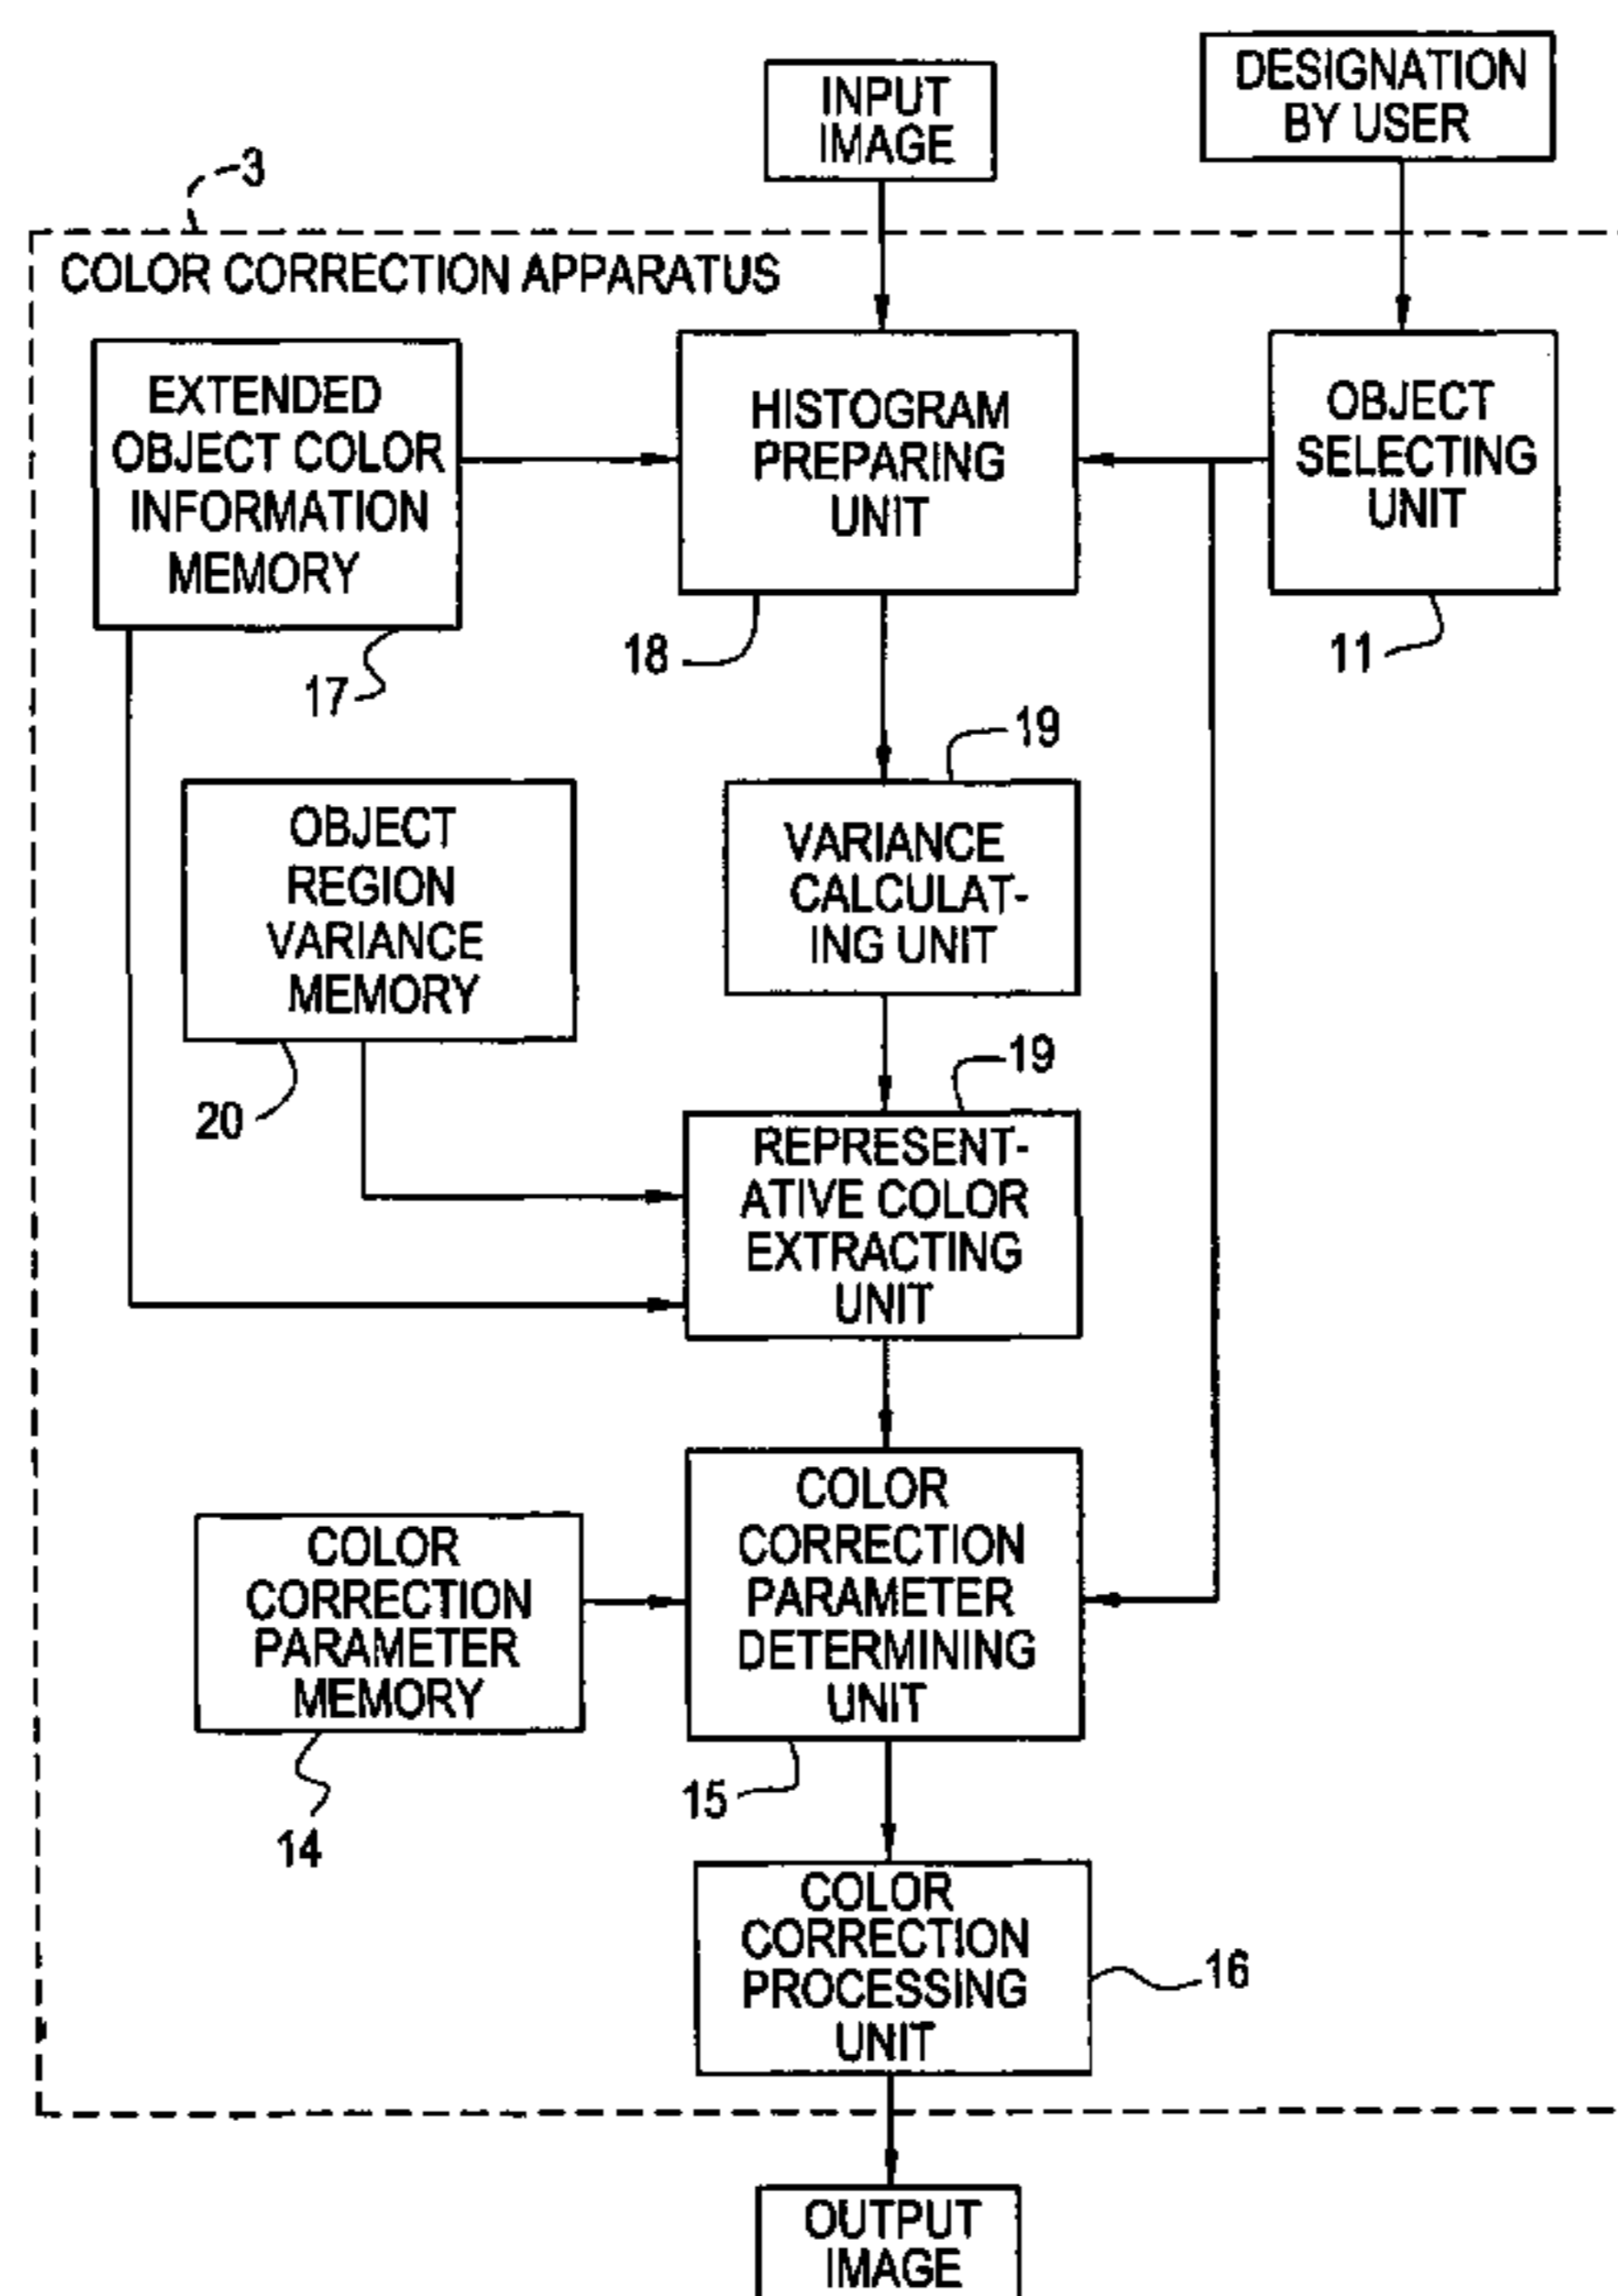 INPUT
IMAGE
DESIGNATION
BY USER
3
COLOR CORRECTION APPARATUS
EXTENDED
OBJECT COLOR
INFORMATION
MEMORY
17
HISTOGRAM
PREPARING
UNIT
18
OBJECT
SELECTING
UNIT
11
OBJECT
REGION
VARIANCE
MEMORY
20
19
VARIANCE
CALCULAT-
ING UNIT
19
REPRESENT-
ATIVE COLOR
EXTRACTING
UNIT
COLOR
CORRECTION
PARAMETER
MEMORY
14
COLOR
CORRECTION
PARAMETER
DETERMINING
UNIT
15
COLOR
CORRECTION
PROCESSING
UNIT
16
OUTPUT
IMAGE